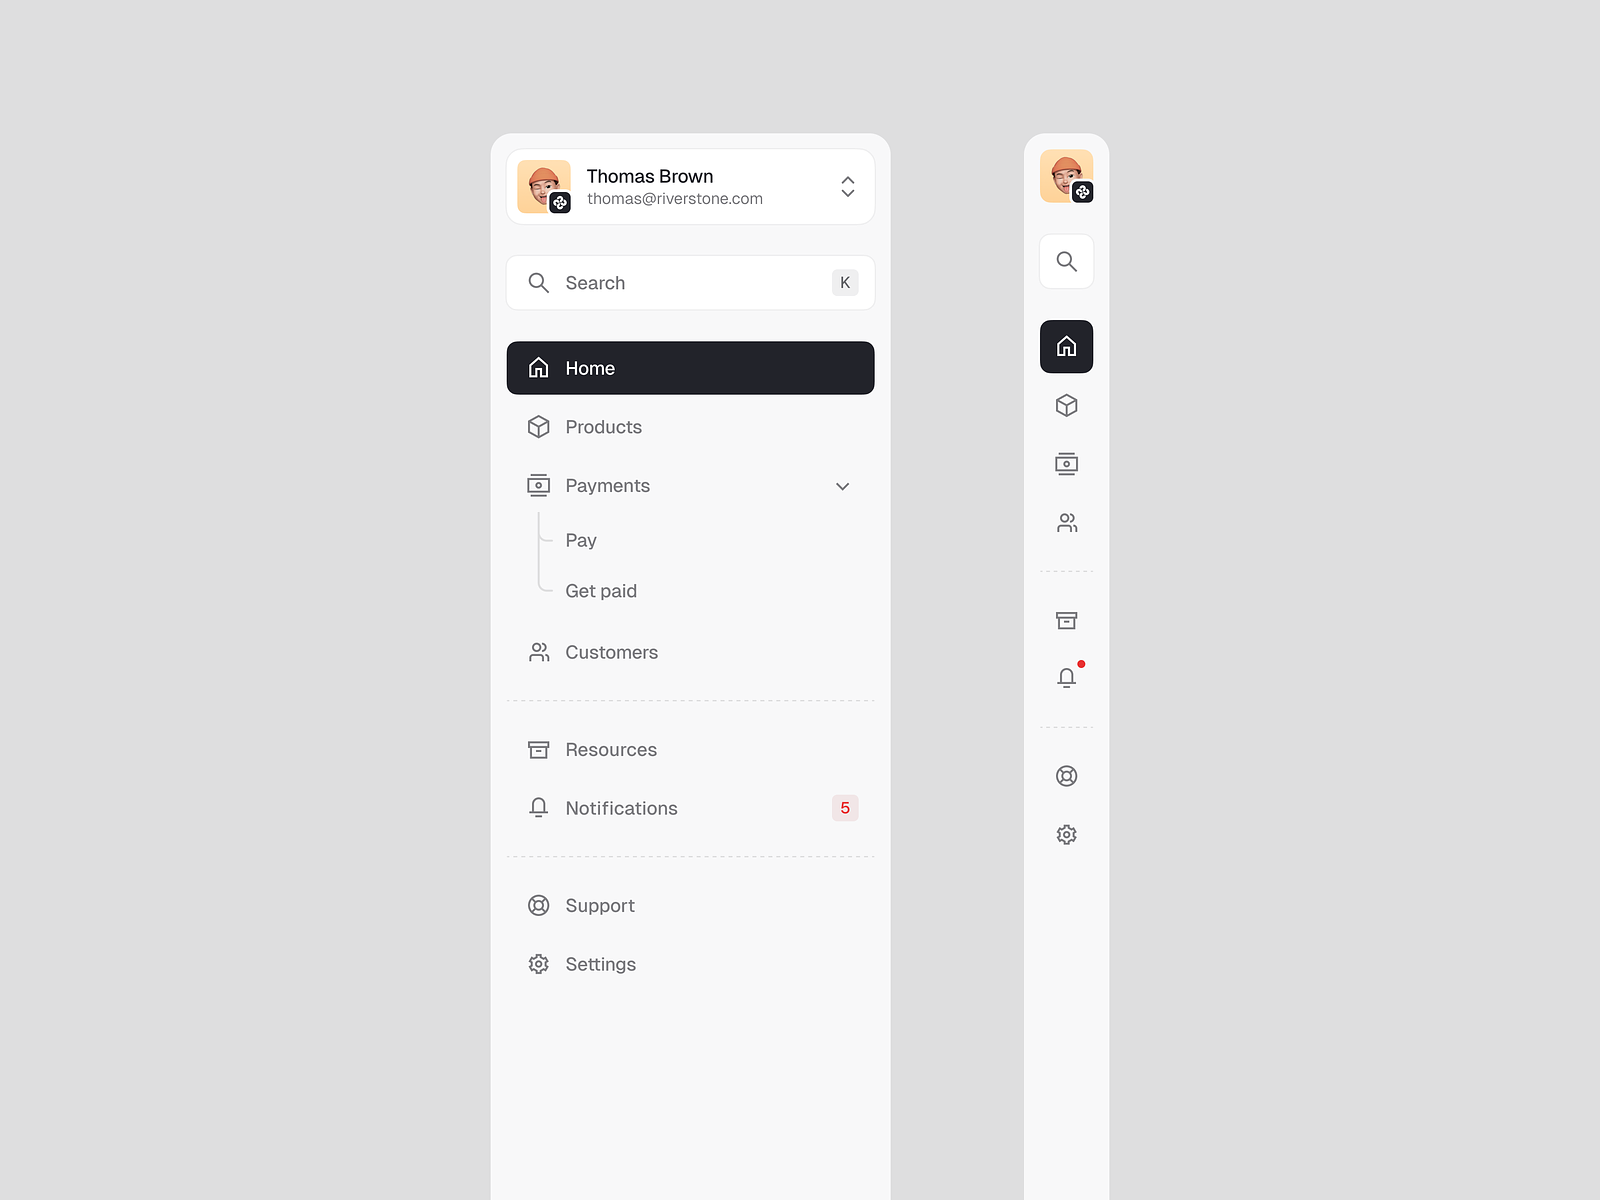 Thomas Brown
thomas@riverstone.com
Search
K
Home
Products
Payments
Pay
Get paid
Customers
Resources
Notifications
5
Support
Settings